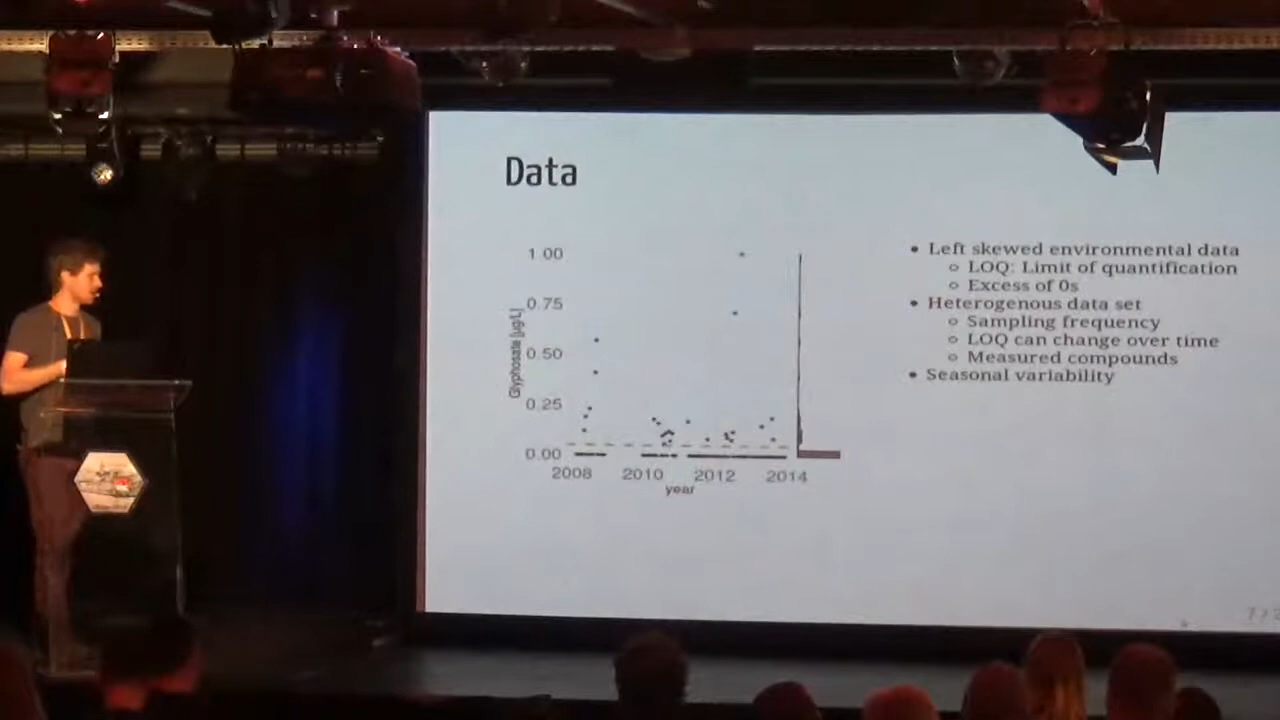 Data
1.00
0.75
0.50
0.25
0.00
Glyphosate [µg/L]
2008 2010 2012 2014
year
• Left skewed environmental data
○ LOQ: Limit of quantification
○ Excess of 0s
• Heterogenous data set
○ Sampling frequency
○ LOQ can change over time
○ Measured compounds
• Seasonal variability